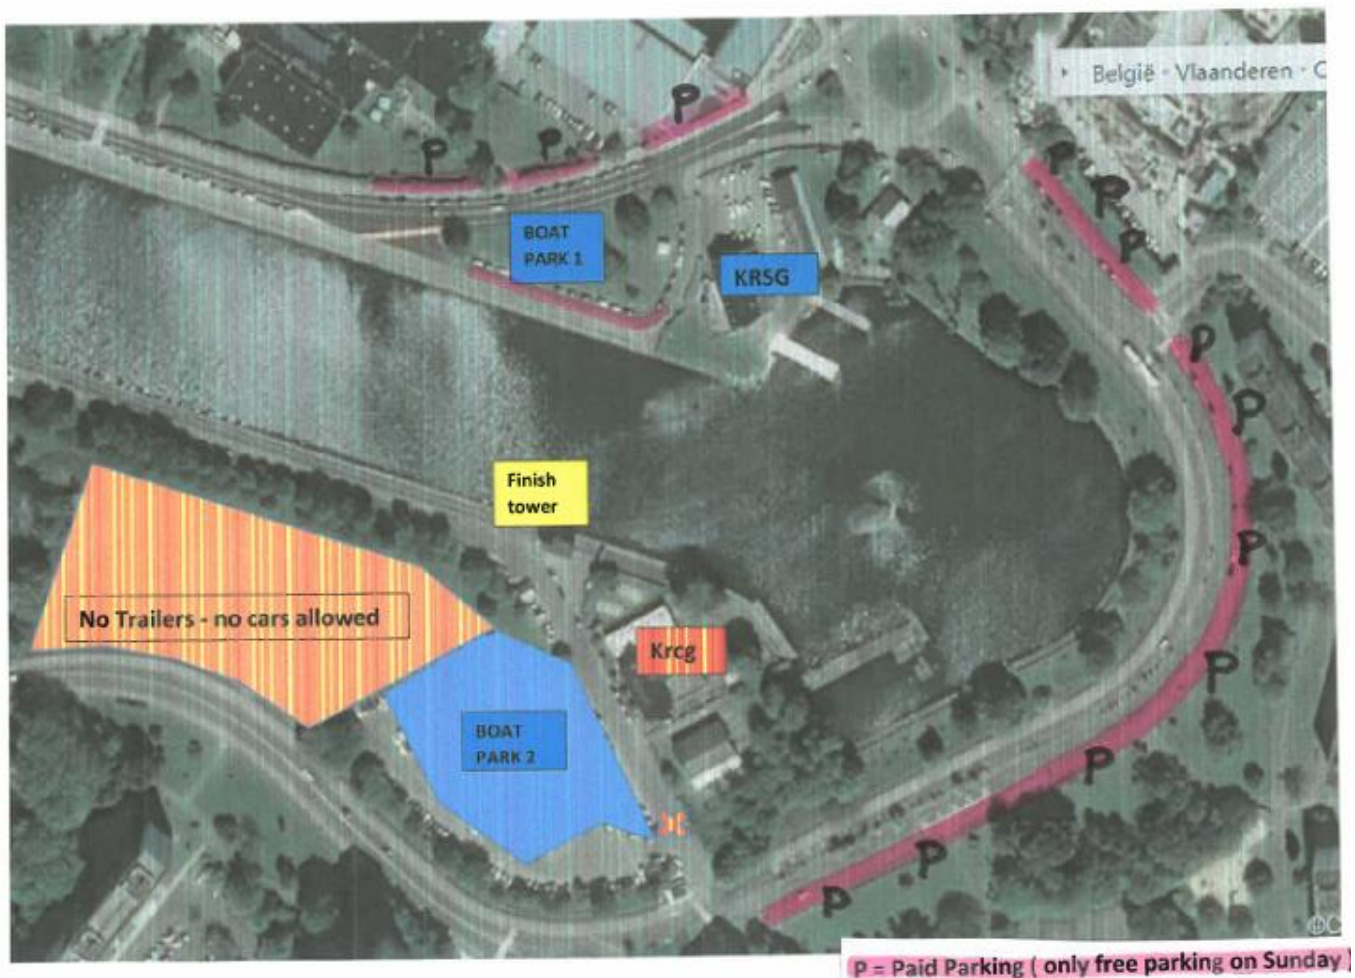 België · Vlaanderen · C
P
P
P
P
P
P
BOAT
PARK 1
KRSG
P
P
Finish
tower
P
No Trailers - no cars allowed
Krcg
P
BOAT
PARK 2
P
P
P
©C
P = Paid Parking ( only free parking on Sunday )